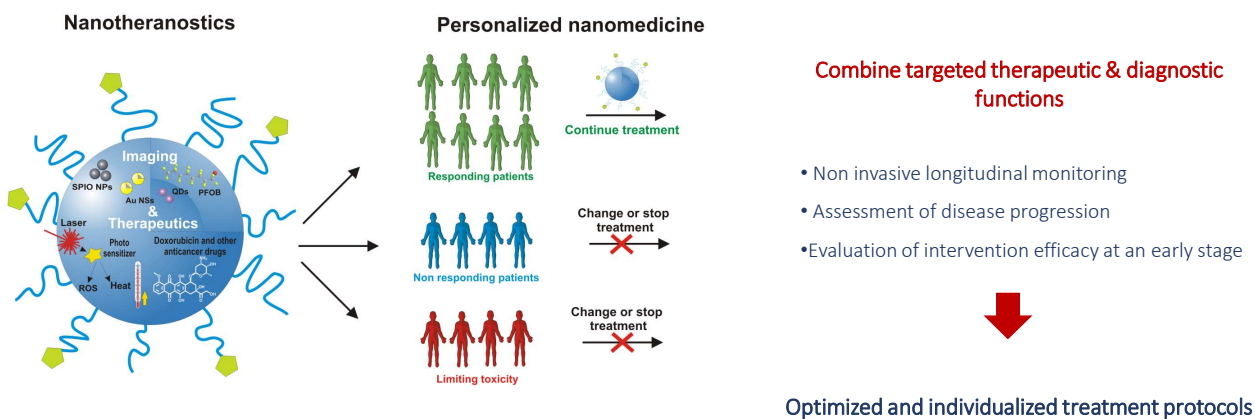 Nanotheranostics
Imaging
SPIO NPs
Au NSs
QDs
PFOB
&
Therapeutics
Laser
Photo
sensitizer
ROS
Heat
Doxorubicin and other
anticancer drugs
Personalized nanomedicine
Responding patients
Continue treatment
Non responding patients
Change or stop
treatment
Limiting toxicity
Change or stop
treatment
Combine targeted therapeutic & diagnostic
functions
• Non invasive longitudinal monitoring
• Assessment of disease progression
•Evaluation of intervention efficacy at an early stage
Optimized and individualized treatment protocols